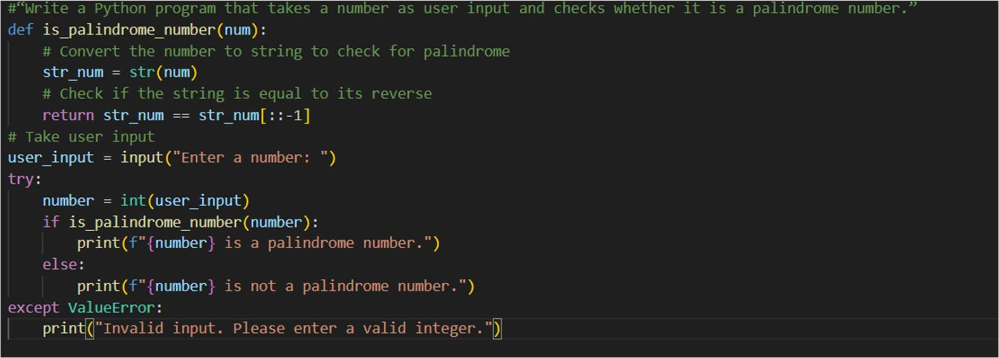 #“Write a Python program that takes a number as user input and checks whether it is a palindrome number.”
def is_palindrome_number(num):
    # Convert the number to string to check for palindrome
    str_num = str(num)
    # Check if the string is equal to its reverse
    return str_num == str_num[::-1]
# Take user input
user_input = input("Enter a number: ")
try:
    number = int(user_input)
    if is_palindrome_number(number):
        print(f"{number} is a palindrome number.")
    else:
        print(f"{number} is not a palindrome number.")
except ValueError:
    print("Invalid input. Please enter a valid integer.")